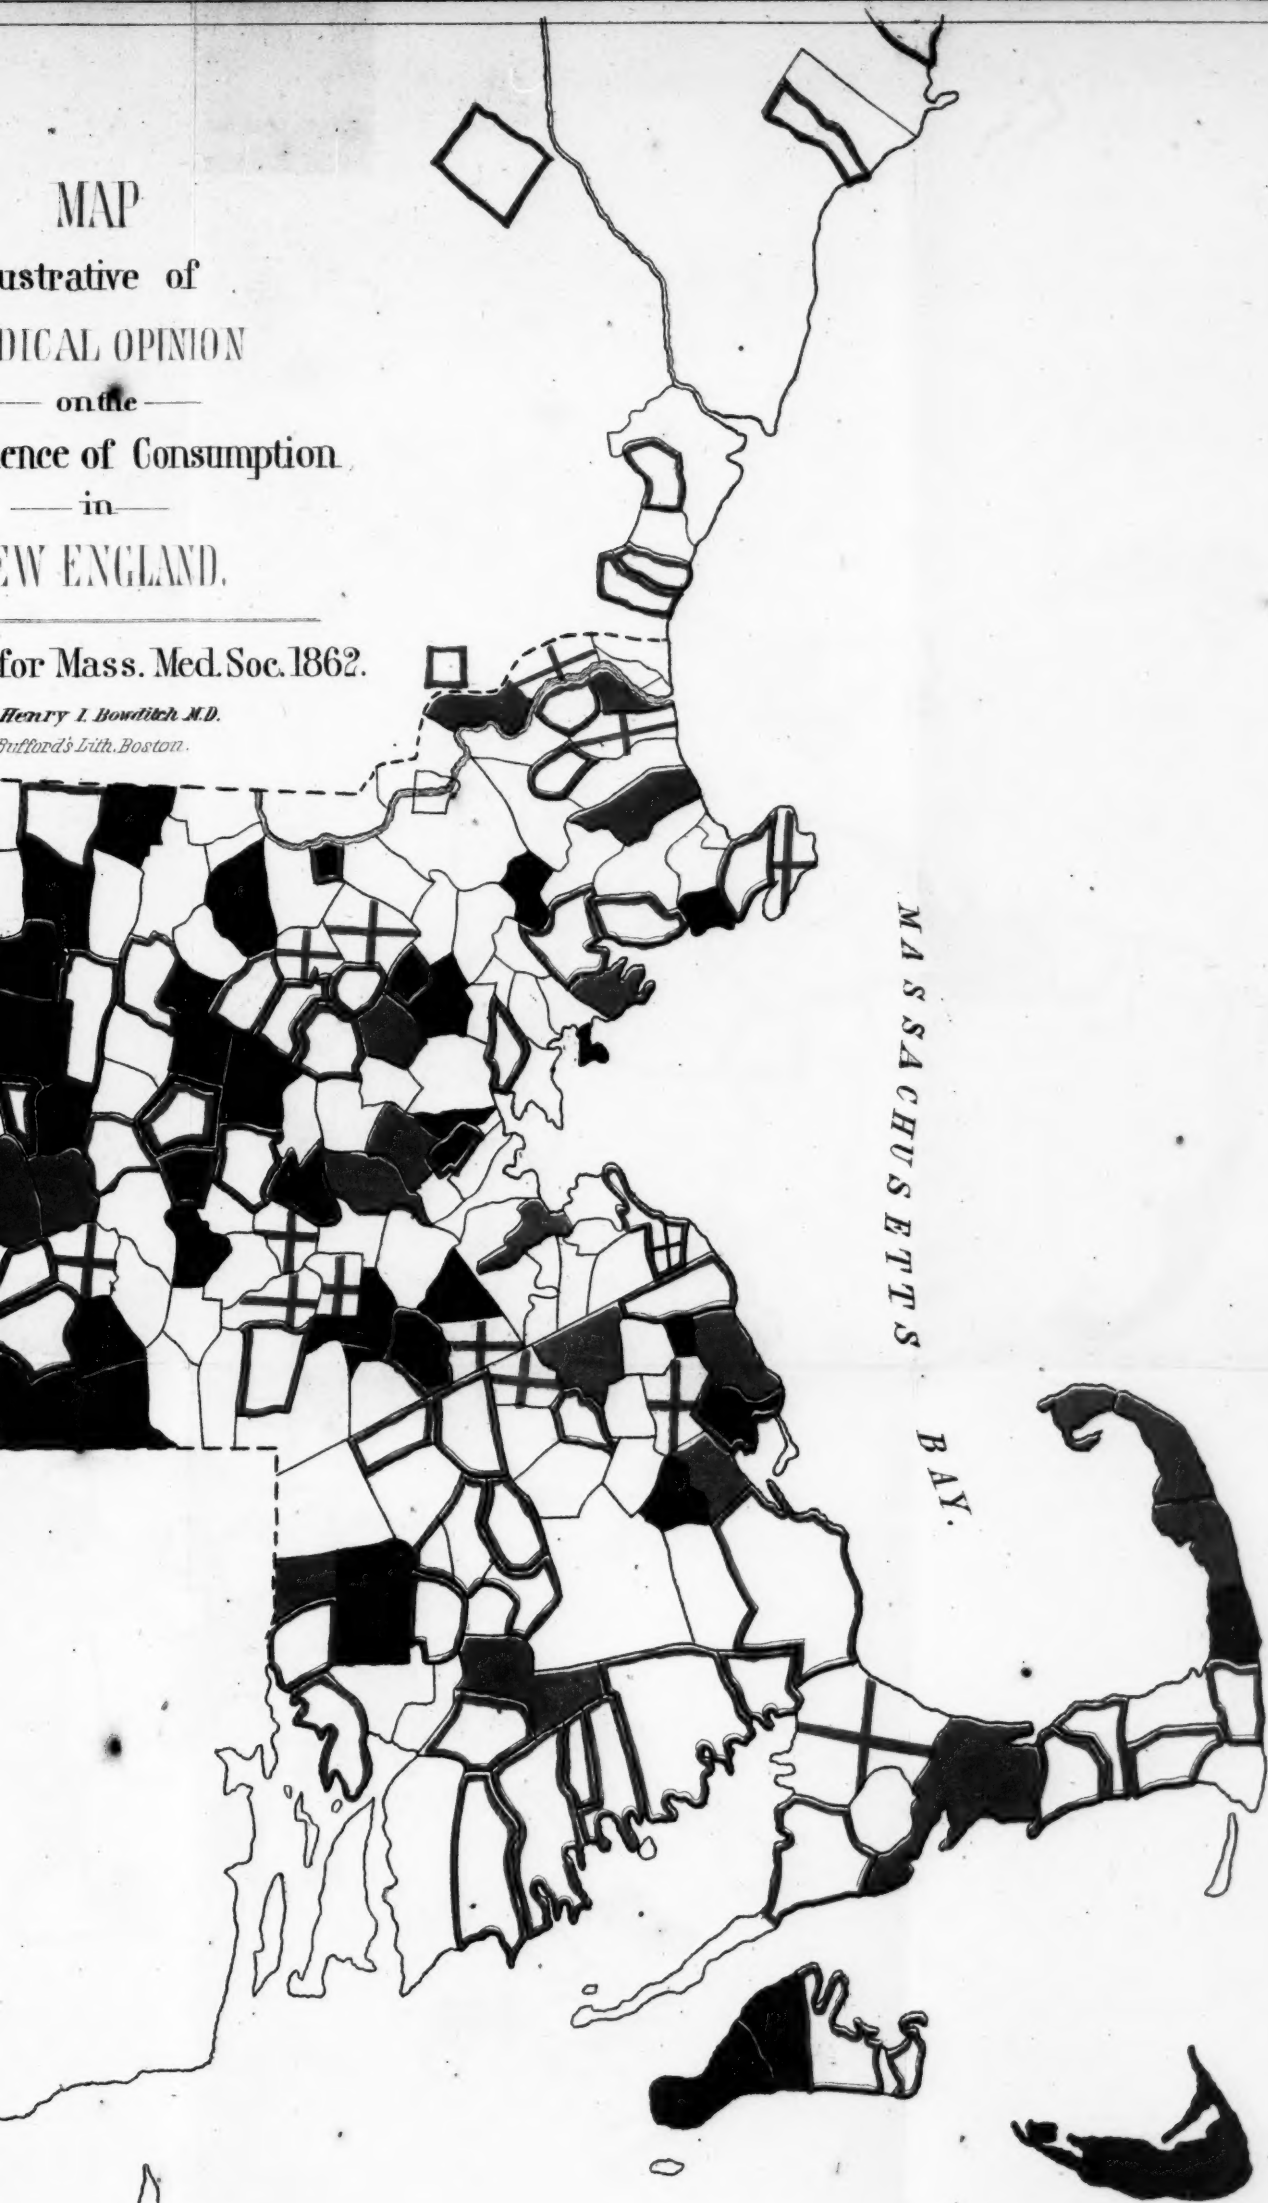 MAP
ustrative of
DICAL OPINION
on the
ence of Consumption
in
EW ENGLAND.
for Mass. Med. Soc. 1862.
Henry I. Bowditch M.D.
Bufford's Lith. Boston.
MASSACHUSETTS BAY.